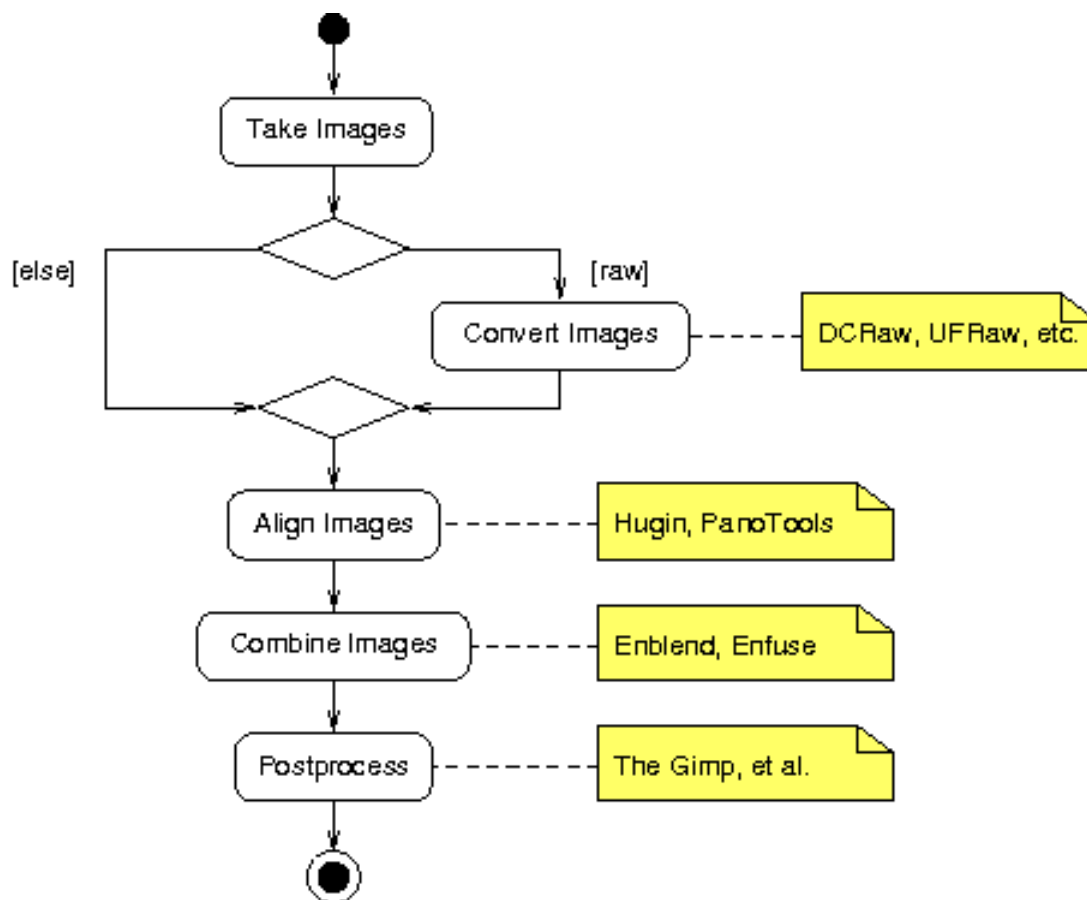 Take Images
[else]
[raw]
Convert Images
DCRaw, UFRaw, etc.
Align Images
Hugin, PanoTools
Combine Images
Enblend, Enfuse
Postprocess
The Gimp, et al.